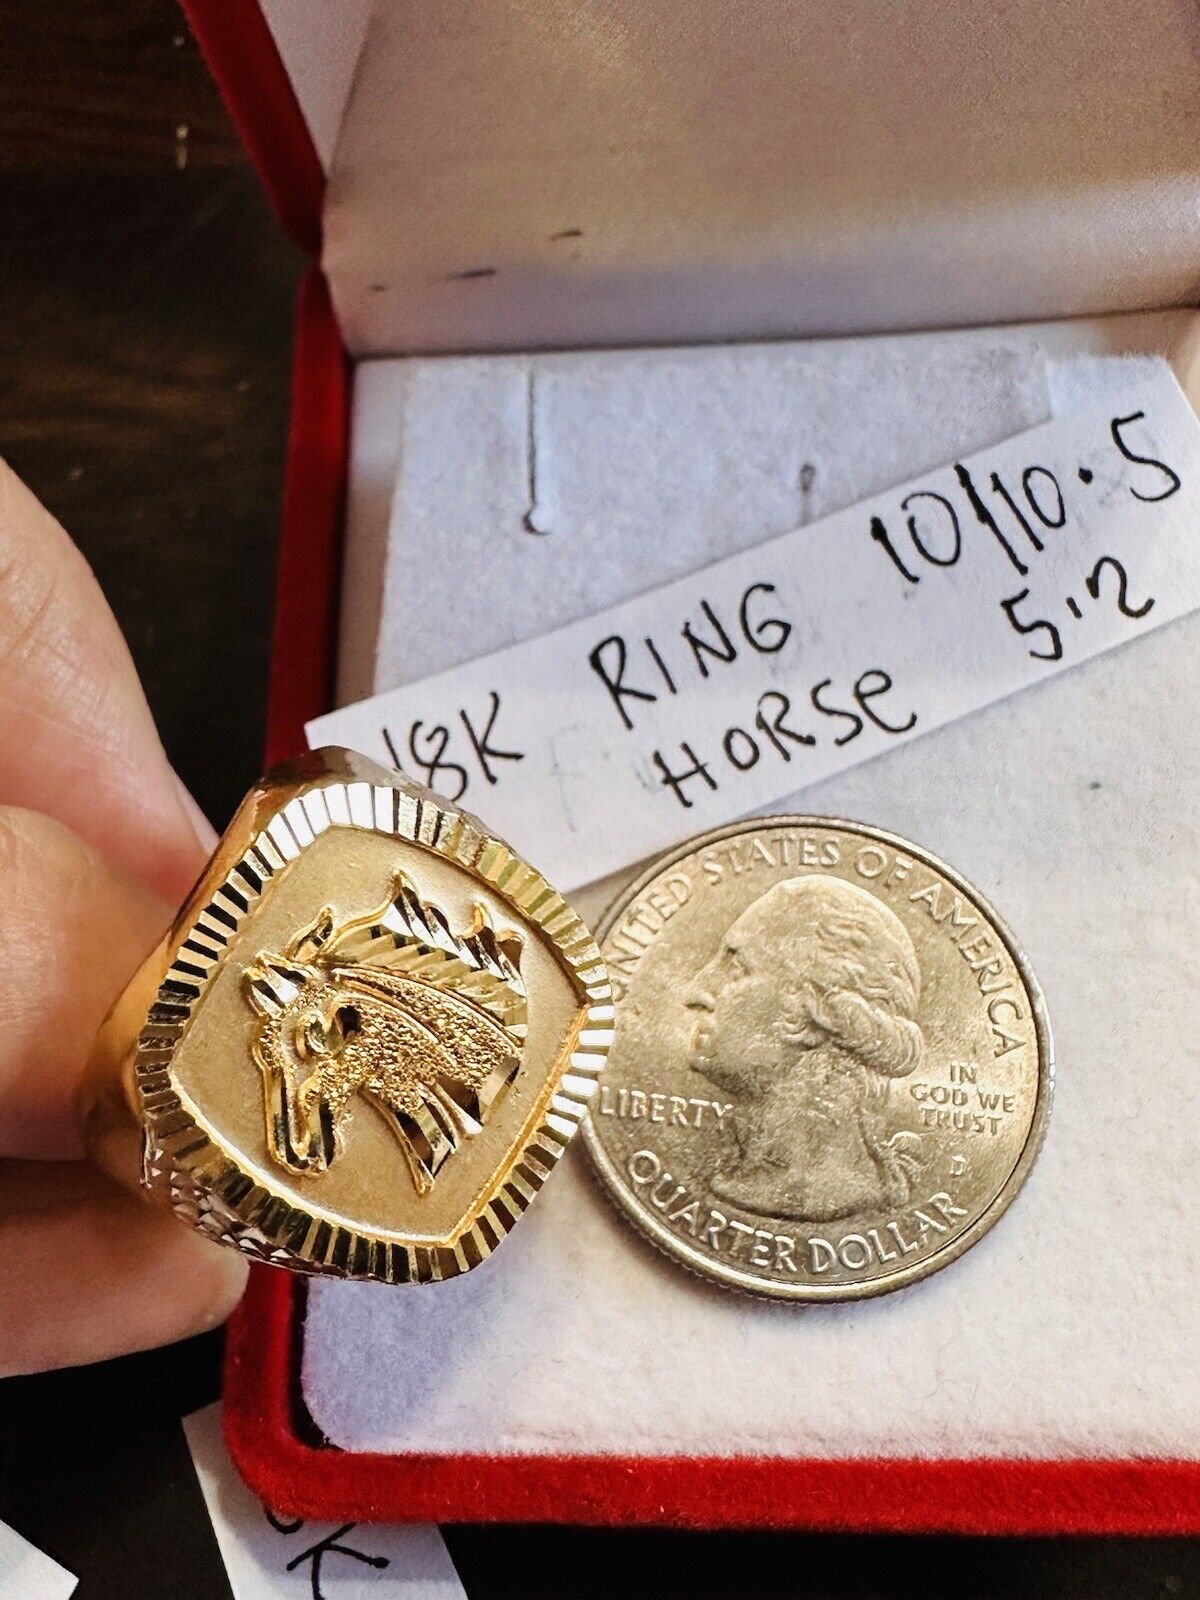 18K RING 10/10.5
HORSE 5.2
UNITED STATES OF AMERICA
LIBERTY
IN
GOD WE
TRUST
D
QUARTER DOLLAR
K